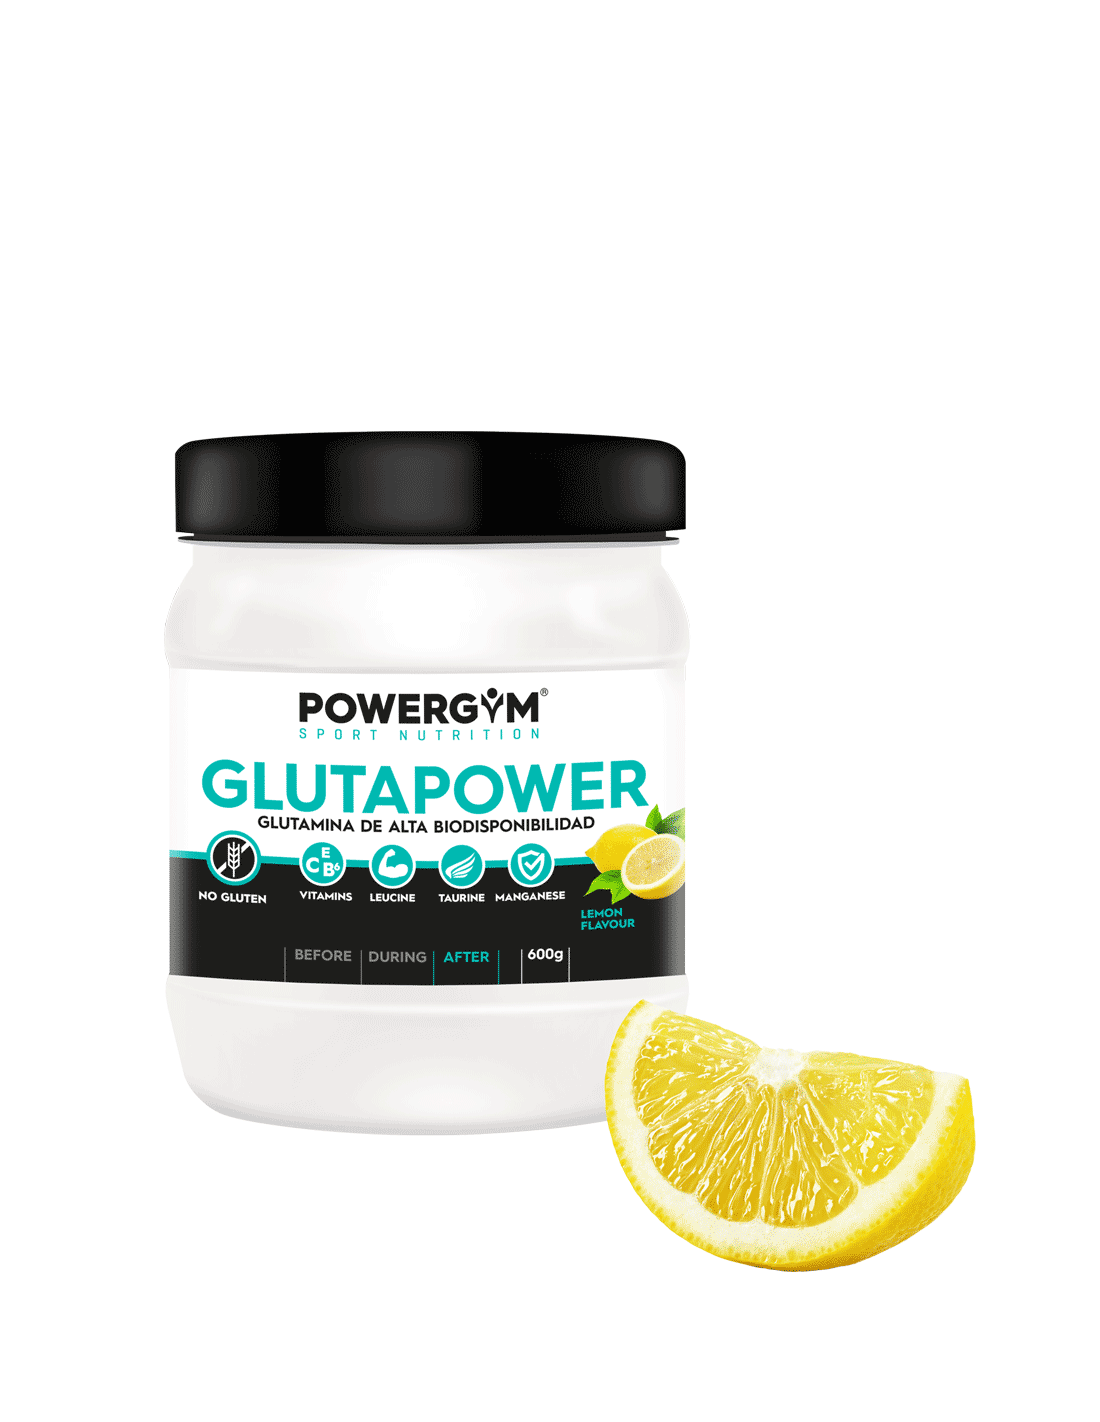 POWERGYM®
SPORT NUTRITION
GLUTAPOWER
GLUTAMINA DE ALTA BIODISPONIBILIDAD
C E B6
NO GLUTEN VITAMINS LEUCINE TAURINE MANGANESE
LEMON
FLAVOUR
BEFORE DURING AFTER 600g